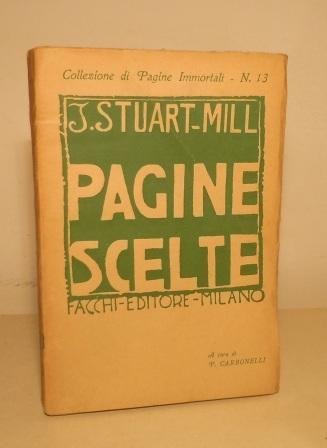 Collezione di Pagine Immortali - N. 13
J. STUART-MILL
PAGINE
SCELTE
FACCHI-EDITORE-MILANO
A cura di
P. CARBONELLI